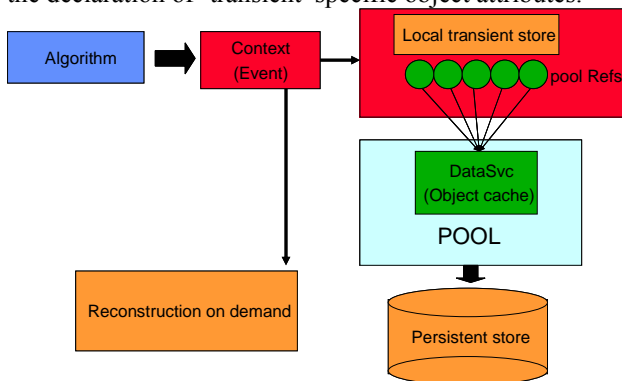 the declaration of "transient" specific object attributes.
Algorithm
Context
(Event)
Local transient store
pool Refs
DataSvc
(Object cache)
POOL
Reconstruction on demand
Persistent store